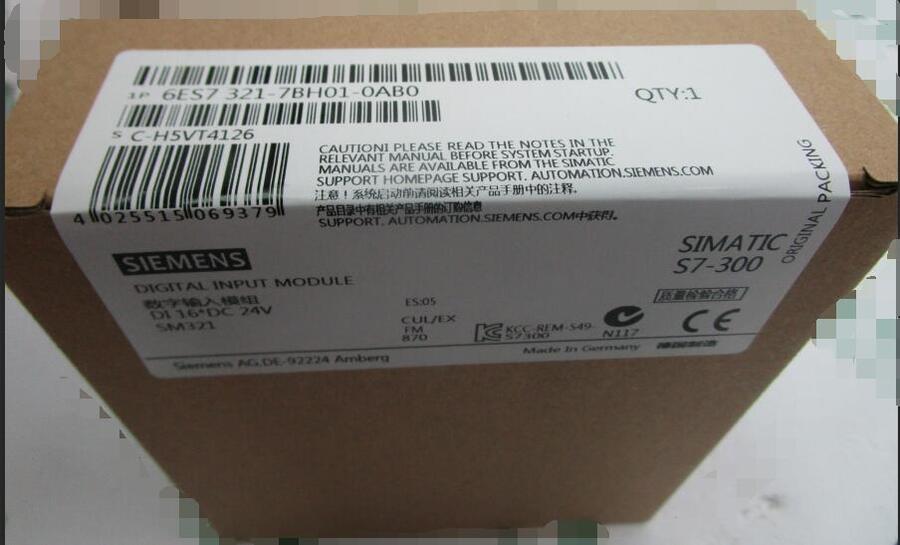 1P 6ES7 321-7BH01-0AB0
QTY:1
S C-H5VT4126
4 025515 069379
CAUTION! PLEASE READ THE NOTES IN THE
RELEVANT MANUAL BEFORE SYSTEM STARTUP.
MANUALS ARE AVAILABLE FROM THE SIMATIC
SUPPORT HOMEPAGE SUPPORT. AUTOMATION.SIEMENS.COM
注意！系统启动前请阅读相关产品手册中的注释。
产品目录中有相关产品手册的订购信息
SUPPORT. AUTOMATION.SIEMENS.COM中获得。
ORIGINAL PACKING
SIEMENS
SIMATIC
S7-300
DIGITAL INPUT MODULE
数字输入模组
DI 16*DC 24V
SM321
ES:05
CUL/EX
FM
870
质量检验合格
KCC-REM-S49-
S7300
N117
CE
Siemens AG,DE-92224 Amberg
Made In Germany
德国制造